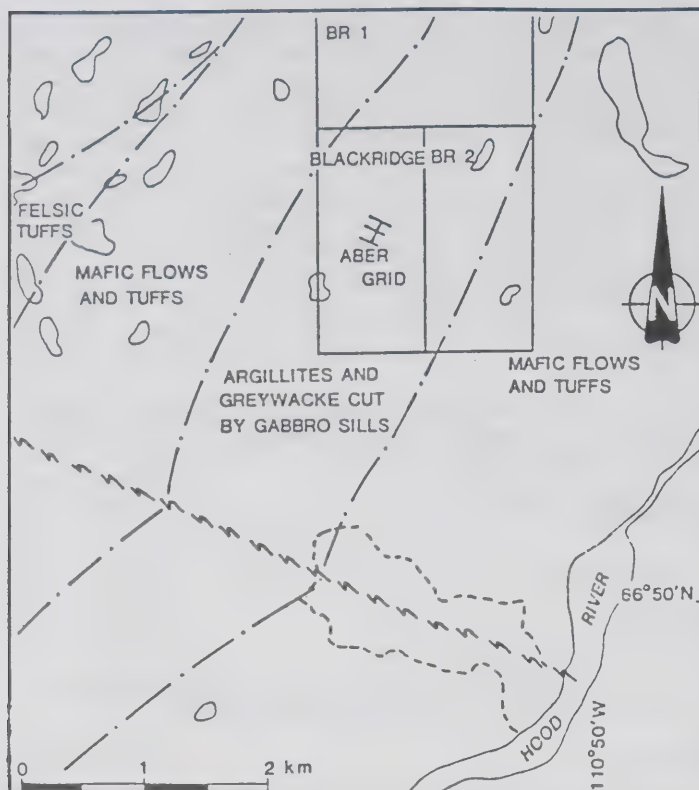 BR 1
BLACKRIDGE BR 2
FELSIC
TUFFS
ABER
GRID
MAFIC FLOWS
AND TUFFS
N
ARGILLITES AND
GREYWACKE CUT
BY GABBRO SILLS
MAFIC FLOWS
AND TUFFS
66°50'N
HOOD RIVER
110°50'W
0 1 2 km